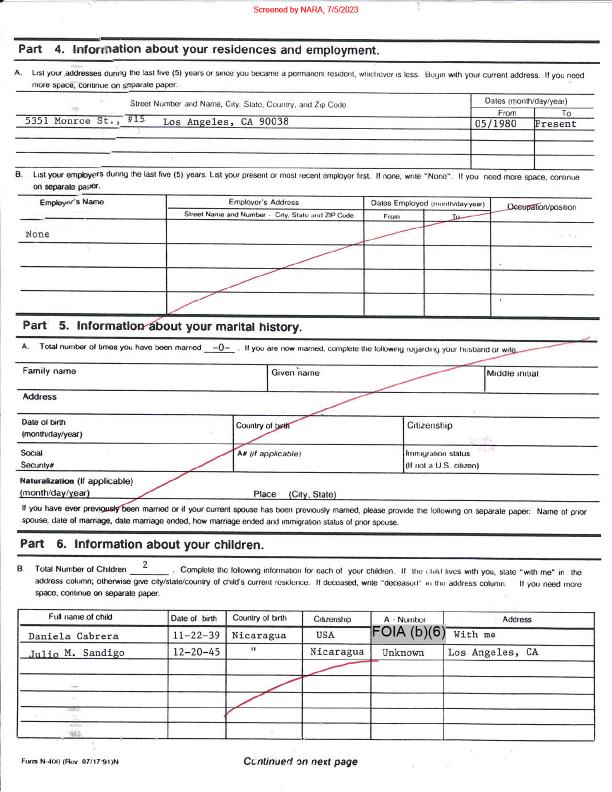 Screened by NARA, 7/5/2023
Part 4. Information about your residences and employment.
A. List your addresses during the last five (5) years or since you became a permanent resident, whichever is less. Begin with your current address. If you need
more space, continue on separate paper.
Street Number and Name, City, State, Country, and Zip Code
Dates (month/day/year)
From To
5351 Monroe St., #15 Los Angeles, CA 90038 05/1980 Present
B. List your employers during the last five (5) years. List your present or most recent employer first. If none, write "None". If you need more space, continue
on separate paper.
Employer's Name Employer's Address Dates Employed (month/day/year) Occupation/position
Street Name and Number - City, State and ZIP Code From To
None
Part 5. Information about your marital history.
A. Total number of times you have been married -0- . If you are now married, complete the following regarding your husband or wife.
Family name Given name Middle initial
Address
Date of birth Country of birth Citizenship
(month/day/year)
Social A# (if applicable) Immigration status
Security# (If not a U.S. citizen)
Naturalization (If applicable)
(month/day/year) Place (City, State)
If you have ever previously been married or if your current spouse has been previously married, please provide the following on separate paper: Name of prior
spouse, date of marriage, date marriage ended, how marriage ended and immigration status of prior spouse.
Part 6. Information about your children.
B. Total Number of Children 2 . Complete the following information for each of your children. If the child lives with you, state "with me" in the
address column; otherwise give city/state/country of child's current residence. If deceased, write "deceased" in the address column. If you need more
space, continue on separate paper.
Full name of child Date of birth Country of birth Citizenship A - Number Address
Daniela Cabrera 11-22-39 Nicaragua USA FOIA (b)(6) With me
Julio M. Sandigo 12-20-45 " Nicaragua Unknown Los Angeles, CA
Form N-400 (Rev. 07/17/91)N Continued on next page